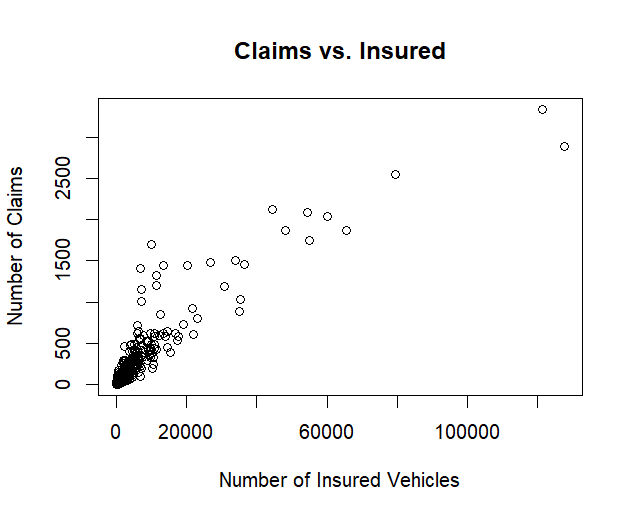 Claims vs. Insured
Number of Claims
2500
1500
500
0
0 20000 60000 100000
Number of Insured Vehicles